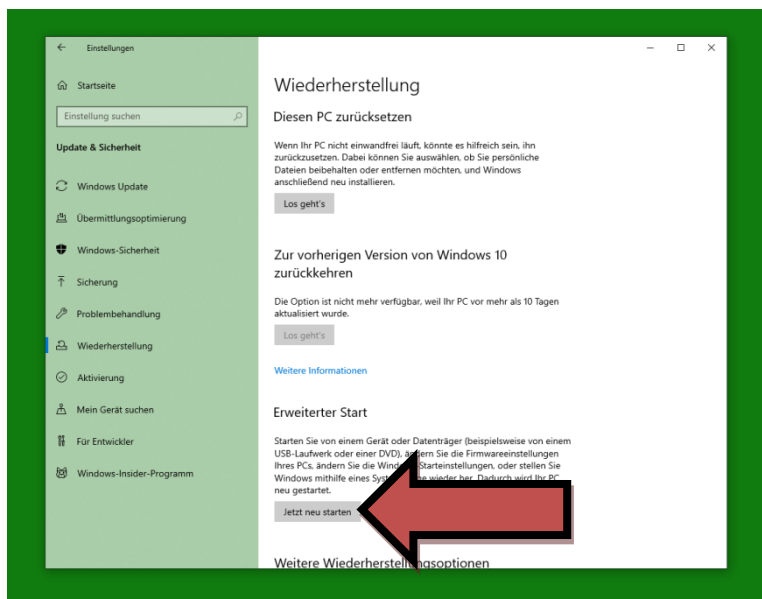 Einstellungen
Startseite
Einstellung suchen
Update & Sicherheit
Windows Update
Übermittlungsoptimierung
Windows-Sicherheit
Sicherung
Problembehandlung
Wiederherstellung
Aktivierung
Mein Gerät suchen
Für Entwickler
Windows-Insider-Programm
Wiederherstellung
Diesen PC zurücksetzen
Wenn Ihr PC nicht einwandfrei läuft, könnte es hilfreich sein, ihn
zurückzusetzen. Dabei können Sie auswählen, ob Sie persönliche
Dateien beibehalten oder entfernen möchten, und Windows
anschließend neu installieren.
Los geht's
Zur vorherigen Version von Windows 10
zurückkehren
Die Option ist nicht mehr verfügbar, weil Ihr PC vor mehr als 10 Tagen
aktualisiert wurde.
Los geht's
Weitere Informationen
Erweiterter Start
Starten Sie von einem Gerät oder Datenträger (beispielsweise von einem
USB-Laufwerk oder einer DVD), ändern Sie die Firmwareeinstellungen
Ihres PCs, ändern Sie die Starteinstellungen, oder stellen Sie
Windows mithilfe eines wieder her. Dadurch wird Ihr PC
neu gestartet.
Jetzt neu starten
Weitere Wiederherstellungsoptionen